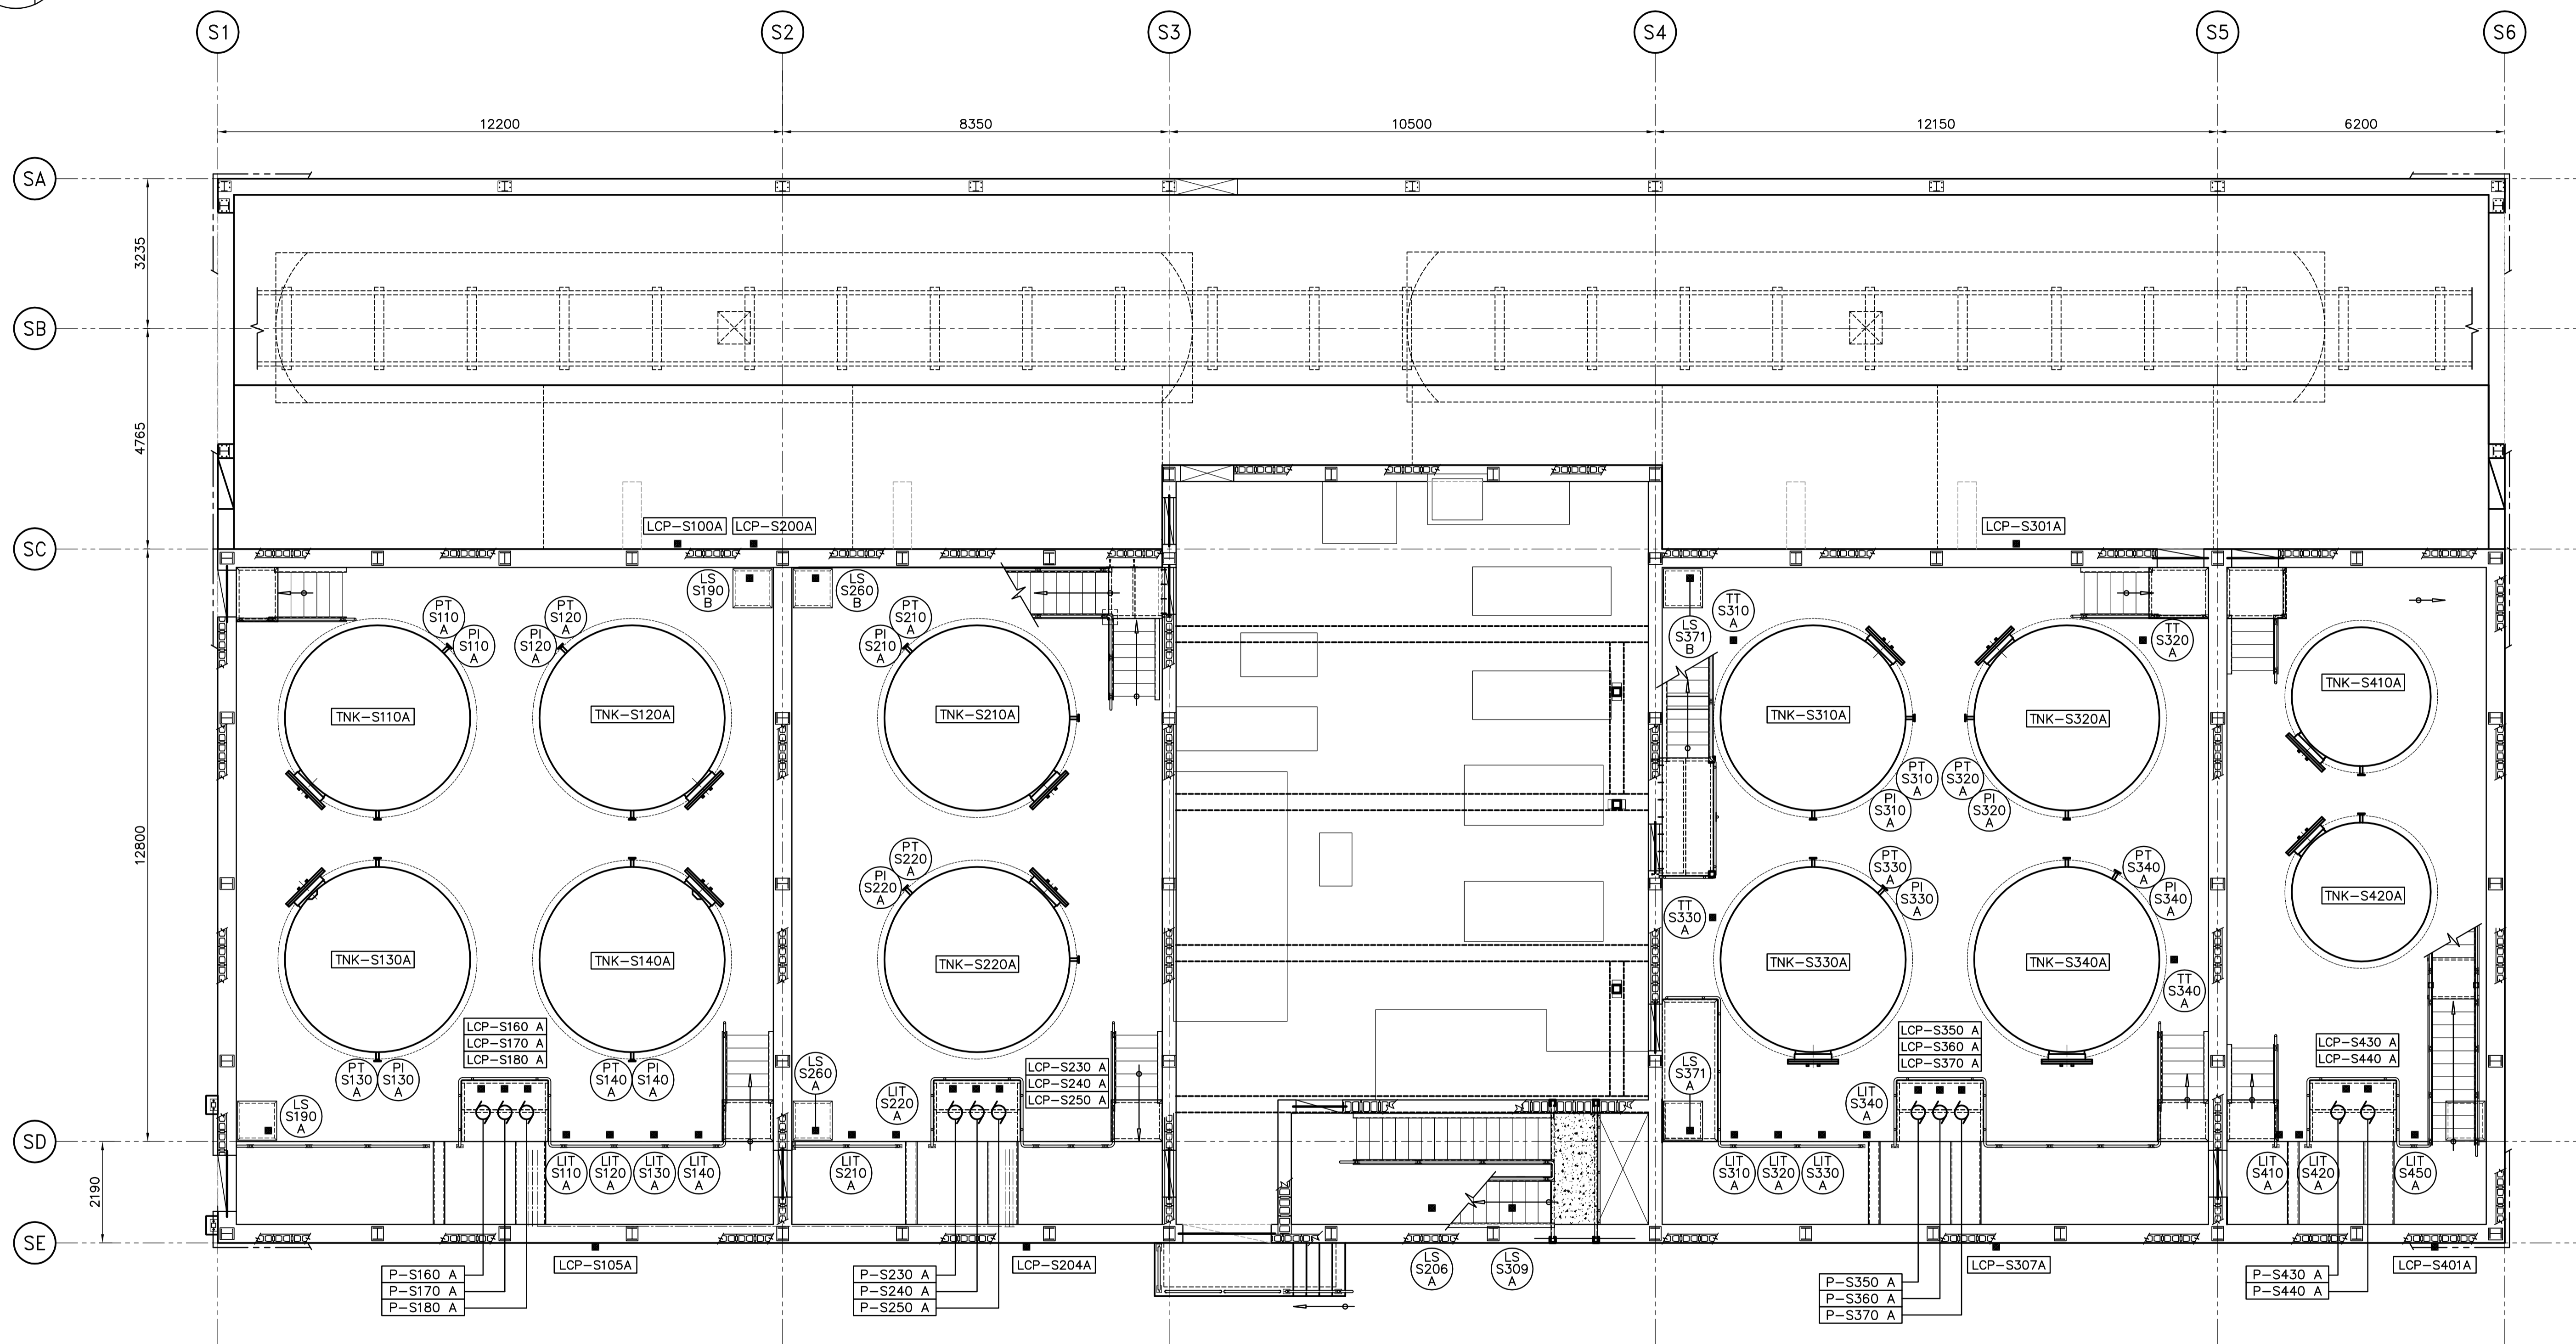 S1
S2
S3
S4
S5
S6
12200
8350
10500
12150
6200
SA
3235
SB
4765
LCP-S100A
LCP-S200A
LCP-S301A
SC
LS
S190
B
LS
S260
B
PT
S110
A
PI
S110
A
PT
S120
A
PI
S120
A
PT
S210
A
PI
S210
A
LS
S371
B
TT
S310
A
TT
S320
A
TNK-S110A
TNK-S120A
TNK-S210A
TNK-S310A
TNK-S320A
TNK-S410A
PT
S310
A
PI
S310
A
PT
S320
A
PI
S320
A
12800
PT
S220
A
PI
S220
A
PT
S330
A
PI
S330
A
PT
S340
A
PI
S340
A
TNK-S420A
TT
S330
A
TNK-S130A
TNK-S140A
TNK-S220A
TNK-S330A
TNK-S340A
TT
S340
A
LCP-S160 A
LCP-S170 A
LCP-S180 A
LCP-S230 A
LCP-S240 A
LCP-S250 A
LCP-S350 A
LCP-S360 A
LCP-S370 A
LCP-S430 A
LCP-S440 A
PT
S130
A
PI
S130
A
PT
S140
A
PI
S140
A
LS
S260
A
LIT
S220
A
LS
S371
A
LIT
S340
A
LS
S190
A
SD
LIT
S110
A
LIT
S120
A
LIT
S130
A
LIT
S140
A
LIT
S210
A
LIT
S310
A
LIT
S320
A
LIT
S330
A
LIT
S410
A
LIT
S420
A
LIT
S450
A
2190
SE
LCP-S105A
LCP-S204A
LS
S206
A
LS
S309
A
LCP-S307A
LCP-S401A
P-S160 A
P-S170 A
P-S180 A
P-S230 A
P-S240 A
P-S250 A
P-S350 A
P-S360 A
P-S370 A
P-S430 A
P-S440 A